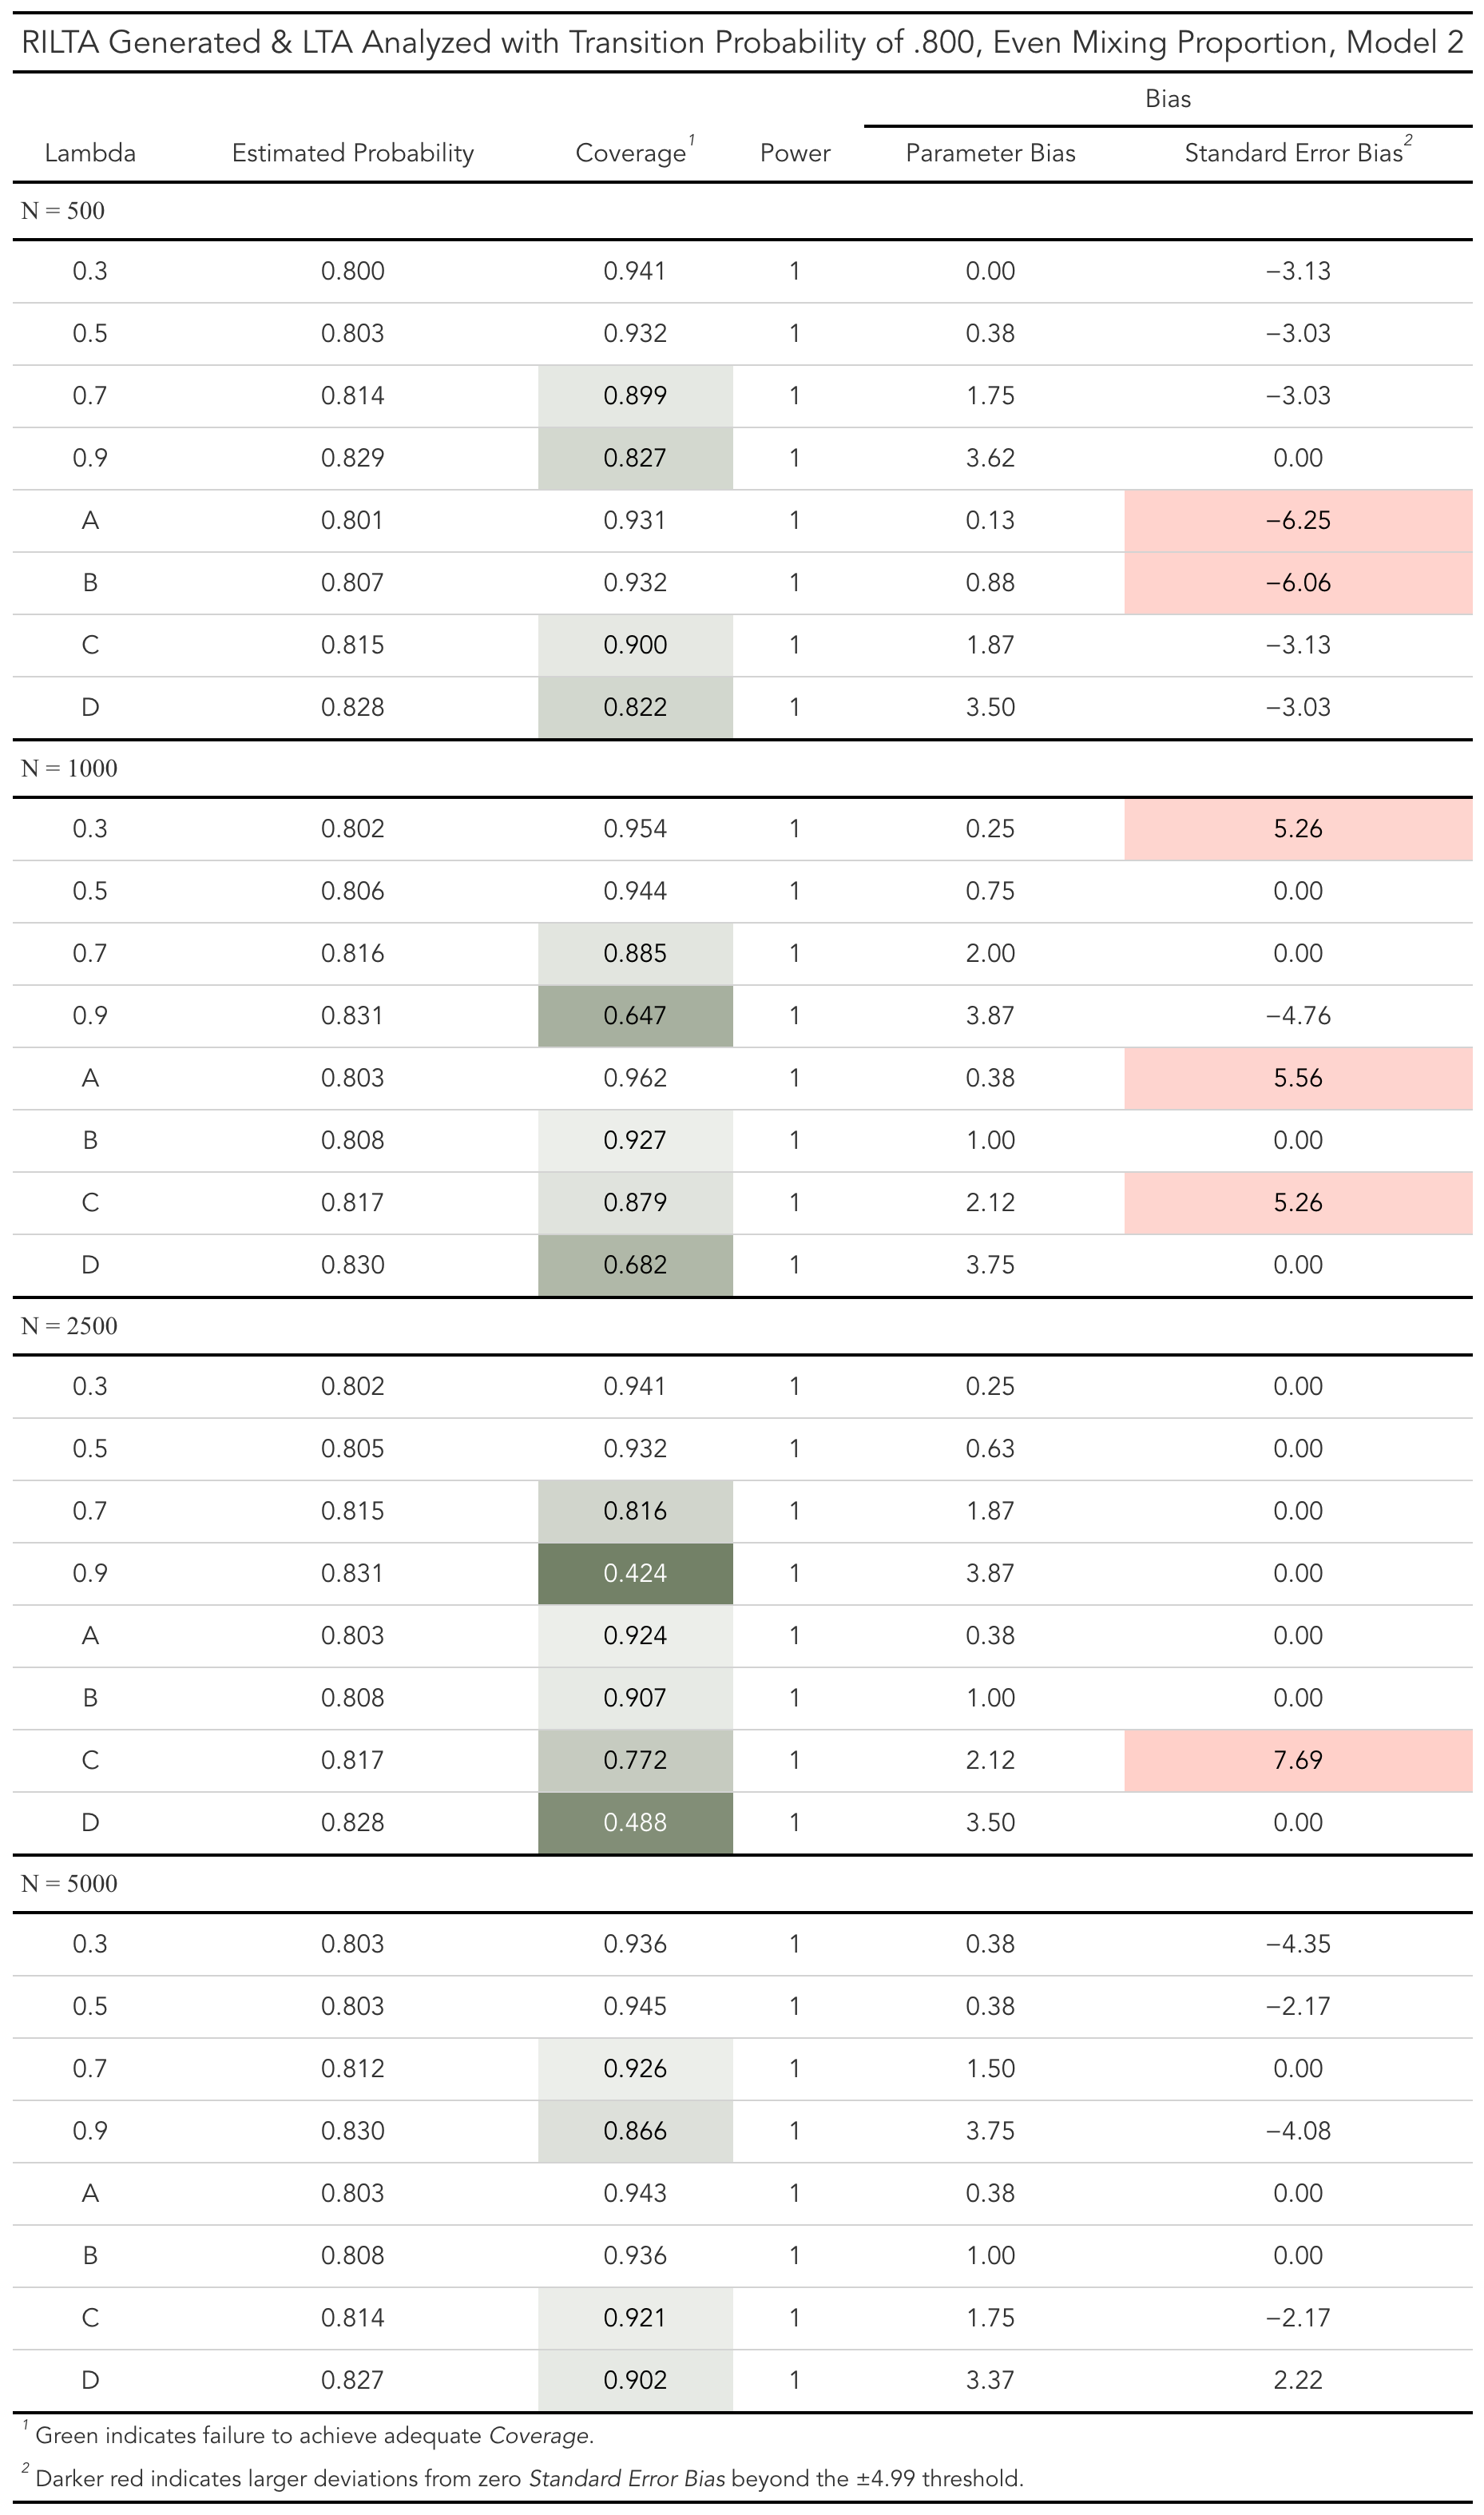 RILTA Generated & LTA Analyzed with Transition Probability of .800, Even Mixing Proportion, Model 2
Bias
Lambda Estimated Probability Coverage¹ Power Parameter Bias Standard Error Bias²
N = 500
0.3 0.800 0.941 1 0.00 −3.13
0.5 0.803 0.932 1 0.38 −3.03
0.7 0.814 0.899 1 1.75 −3.03
0.9 0.829 0.827 1 3.62 0.00
A 0.801 0.931 1 0.13 −6.25
B 0.807 0.932 1 0.88 −6.06
C 0.815 0.900 1 1.87 −3.13
D 0.828 0.822 1 3.50 −3.03
N = 1000
0.3 0.802 0.954 1 0.25 5.26
0.5 0.806 0.944 1 0.75 0.00
0.7 0.816 0.885 1 2.00 0.00
0.9 0.831 0.647 1 3.87 −4.76
A 0.803 0.962 1 0.38 5.56
B 0.808 0.927 1 1.00 0.00
C 0.817 0.879 1 2.12 5.26
D 0.830 0.682 1 3.75 0.00
N = 2500
0.3 0.802 0.941 1 0.25 0.00
0.5 0.805 0.932 1 0.63 0.00
0.7 0.815 0.816 1 1.87 0.00
0.9 0.831 0.424 1 3.87 0.00
A 0.803 0.924 1 0.38 0.00
B 0.808 0.907 1 1.00 0.00
C 0.817 0.772 1 2.12 7.69
D 0.828 0.488 1 3.50 0.00
N = 5000
0.3 0.803 0.936 1 0.38 −4.35
0.5 0.803 0.945 1 0.38 −2.17
0.7 0.812 0.926 1 1.50 0.00
0.9 0.830 0.866 1 3.75 −4.08
A 0.803 0.943 1 0.38 0.00
B 0.808 0.936 1 1.00 0.00
C 0.814 0.921 1 1.75 −2.17
D 0.827 0.902 1 3.37 2.22
¹ Green indicates failure to achieve adequate Coverage.
² Darker red indicates larger deviations from zero Standard Error Bias beyond the ±4.99 threshold.